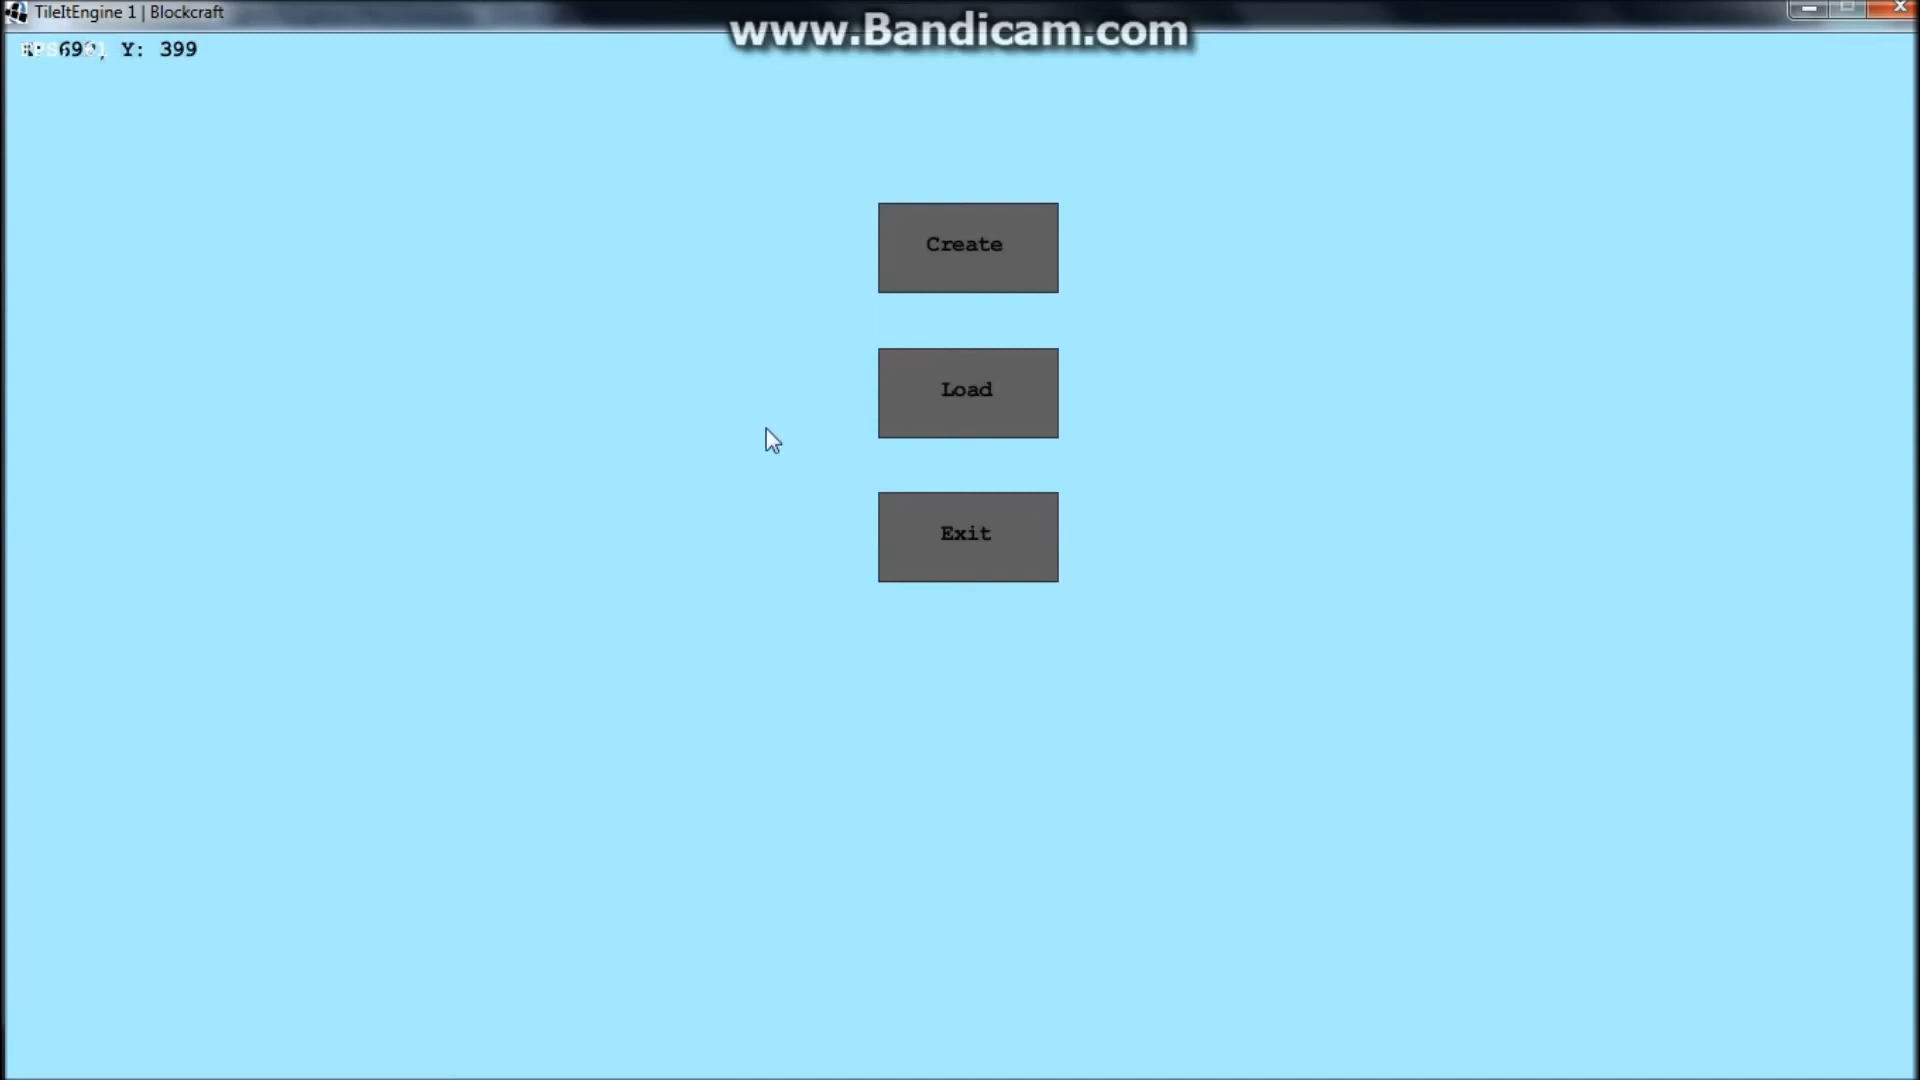 TileItEngine 1 | Blockcraft
www.Bandicam.com
Y: 399
Create
Load
Exit